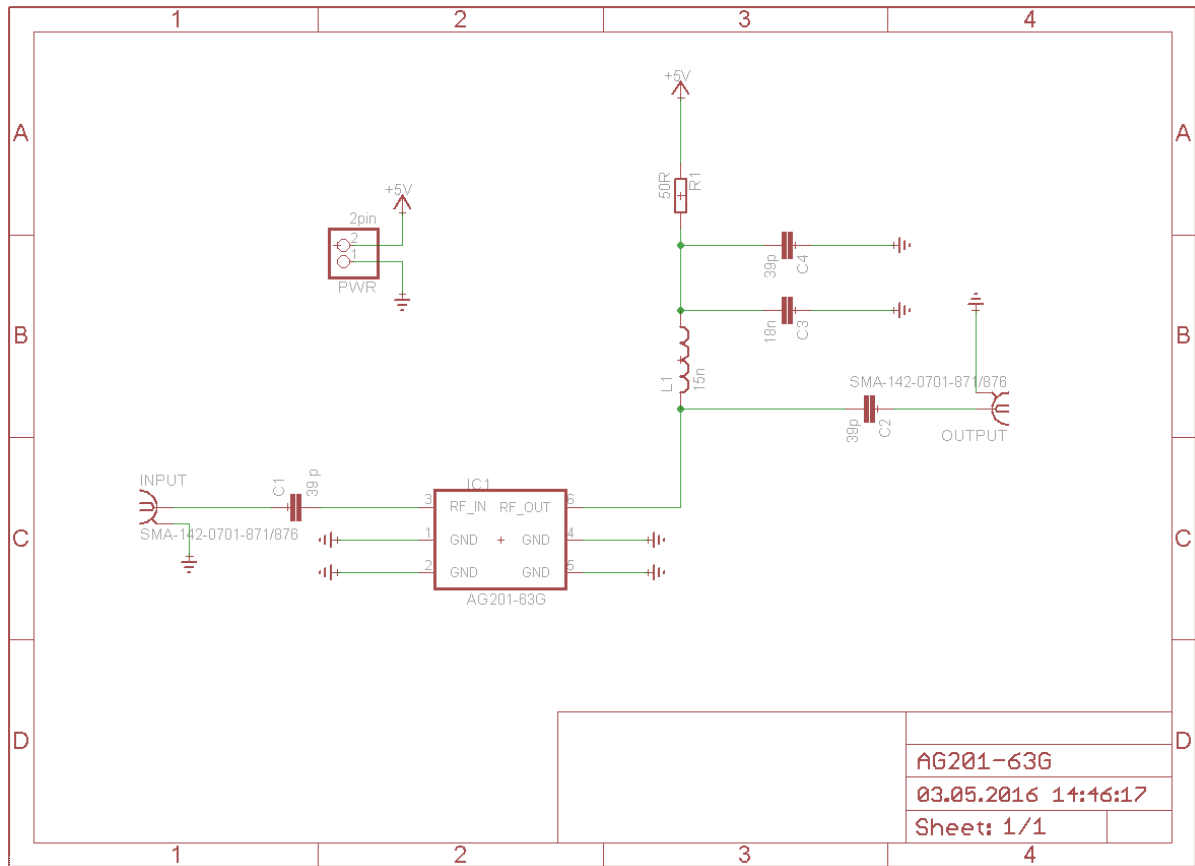 1 2 3 4
A A
+5V
50R R1
+5V
2pin
2
1
PWR
39p C4
18n C3
B B
L1 15n
SMA-142-0701-871/876
39p C2
OUTPUT
INPUT
C1 39 p
SMA-142-0701-871/876
IC1
3 RF_IN RF_OUT 6
1 GND GND 4
2 GND GND 5
AG201-63G
C C
D D
AG201-63G
03.05.2016 14:46:17
Sheet: 1/1
1 2 3 4